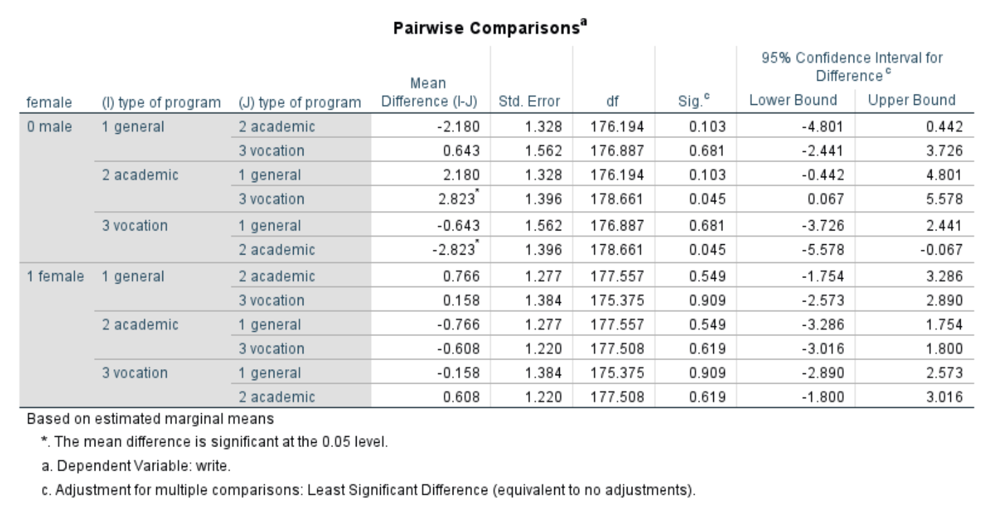 Pairwise Comparisonsa
95% Confidence Interval for
Differencec
Mean
female (I) type of program (J) type of program Difference (I-J) Std. Error df Sig.c Lower Bound Upper Bound
0 male 1 general 2 academic -2.180 1.328 176.194 0.103 -4.801 0.442
3 vocation 0.643 1.562 176.887 0.681 -2.441 3.726
2 academic 1 general 2.180 1.328 176.194 0.103 -0.442 4.801
3 vocation 2.823* 1.396 178.661 0.045 0.067 5.578
3 vocation 1 general -0.643 1.562 176.887 0.681 -3.726 2.441
2 academic -2.823* 1.396 178.661 0.045 -5.578 -0.067
1 female 1 general 2 academic 0.766 1.277 177.557 0.549 -1.754 3.286
3 vocation 0.158 1.384 175.375 0.909 -2.573 2.890
2 academic 1 general -0.766 1.277 177.557 0.549 -3.286 1.754
3 vocation -0.608 1.220 177.508 0.619 -3.016 1.800
3 vocation 1 general -0.158 1.384 175.375 0.909 -2.890 2.573
2 academic 0.608 1.220 177.508 0.619 -1.800 3.016
Based on estimated marginal means
*. The mean difference is significant at the 0.05 level.
a. Dependent Variable: write.
c. Adjustment for multiple comparisons: Least Significant Difference (equivalent to no adjustments).